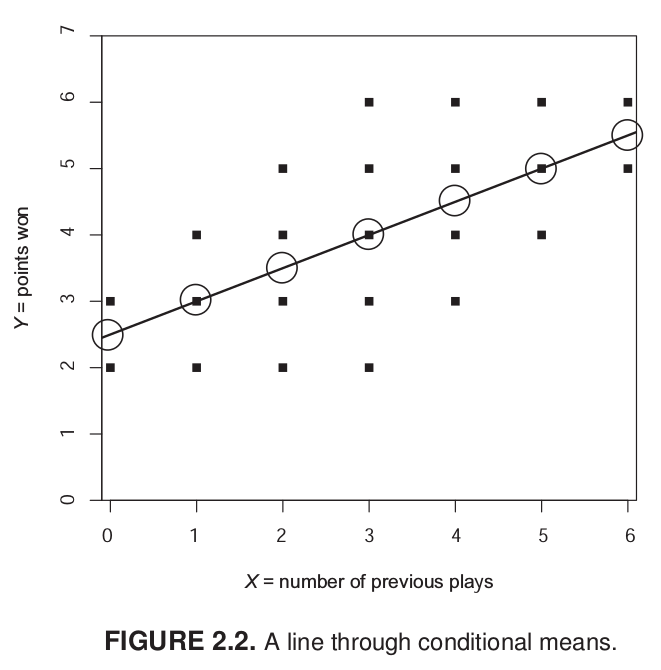 7
6
5
4
3
2
1
0
Y = points won
0 1 2 3 4 5 6
X = number of previous plays
FIGURE 2.2. A line through conditional means.